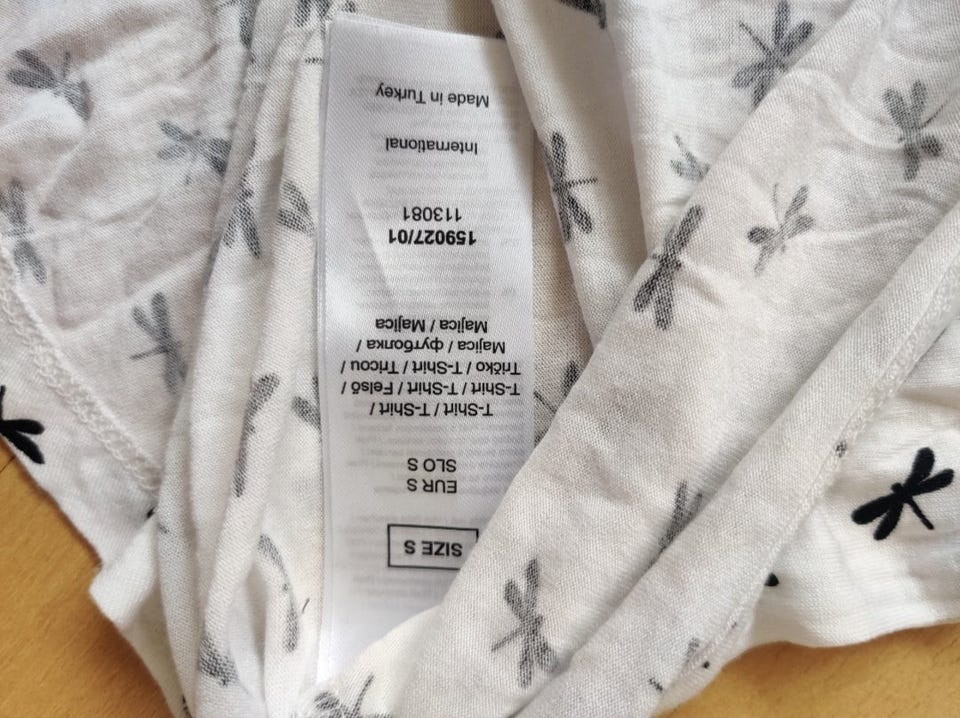 SIZE S
EUR S
SLO S
T-Shirt / T-Shirt /
T-Shirt / T-Shirt / Felső /
Tričko / T-Shirt / Tricou /
Majica / футболка /
Majica / Majica
159027/01
113081
International
Made in Turkey